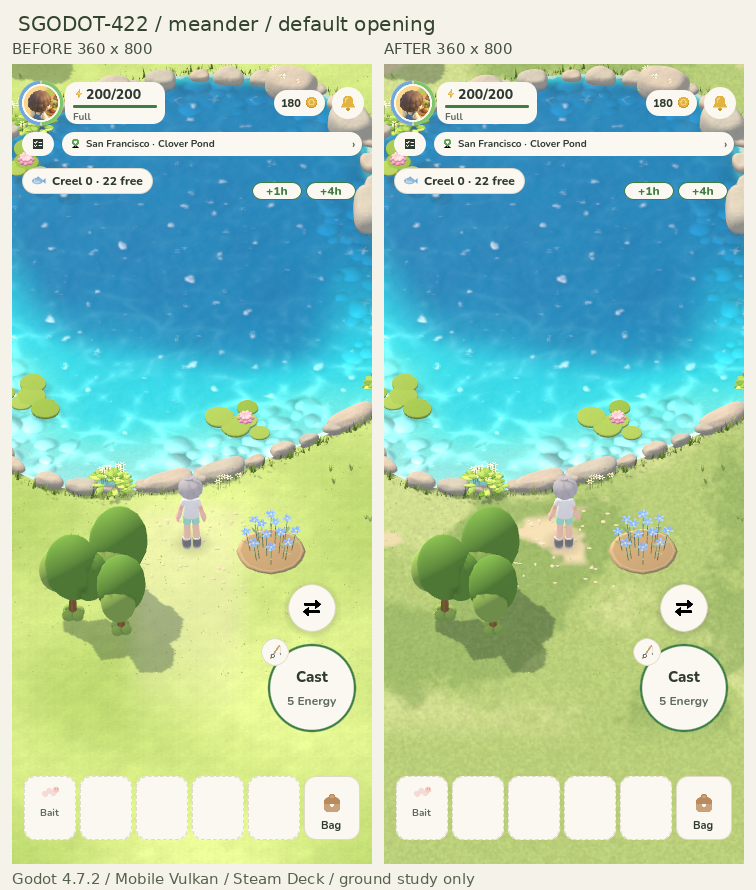 SGODOT-422 / meander / default opening
BEFORE 360 x 800
200/200
Full
180
San Francisco · Clover Pond ›
Creel 0 · 22 free
+1h +4h
Cast
5 Energy
Bait
Bag
AFTER 360 x 800
200/200
Full
180
San Francisco · Clover Pond ›
Creel 0 · 22 free
+1h +4h
Cast
5 Energy
Bait
Bag
Godot 4.7.2 / Mobile Vulkan / Steam Deck / ground study only